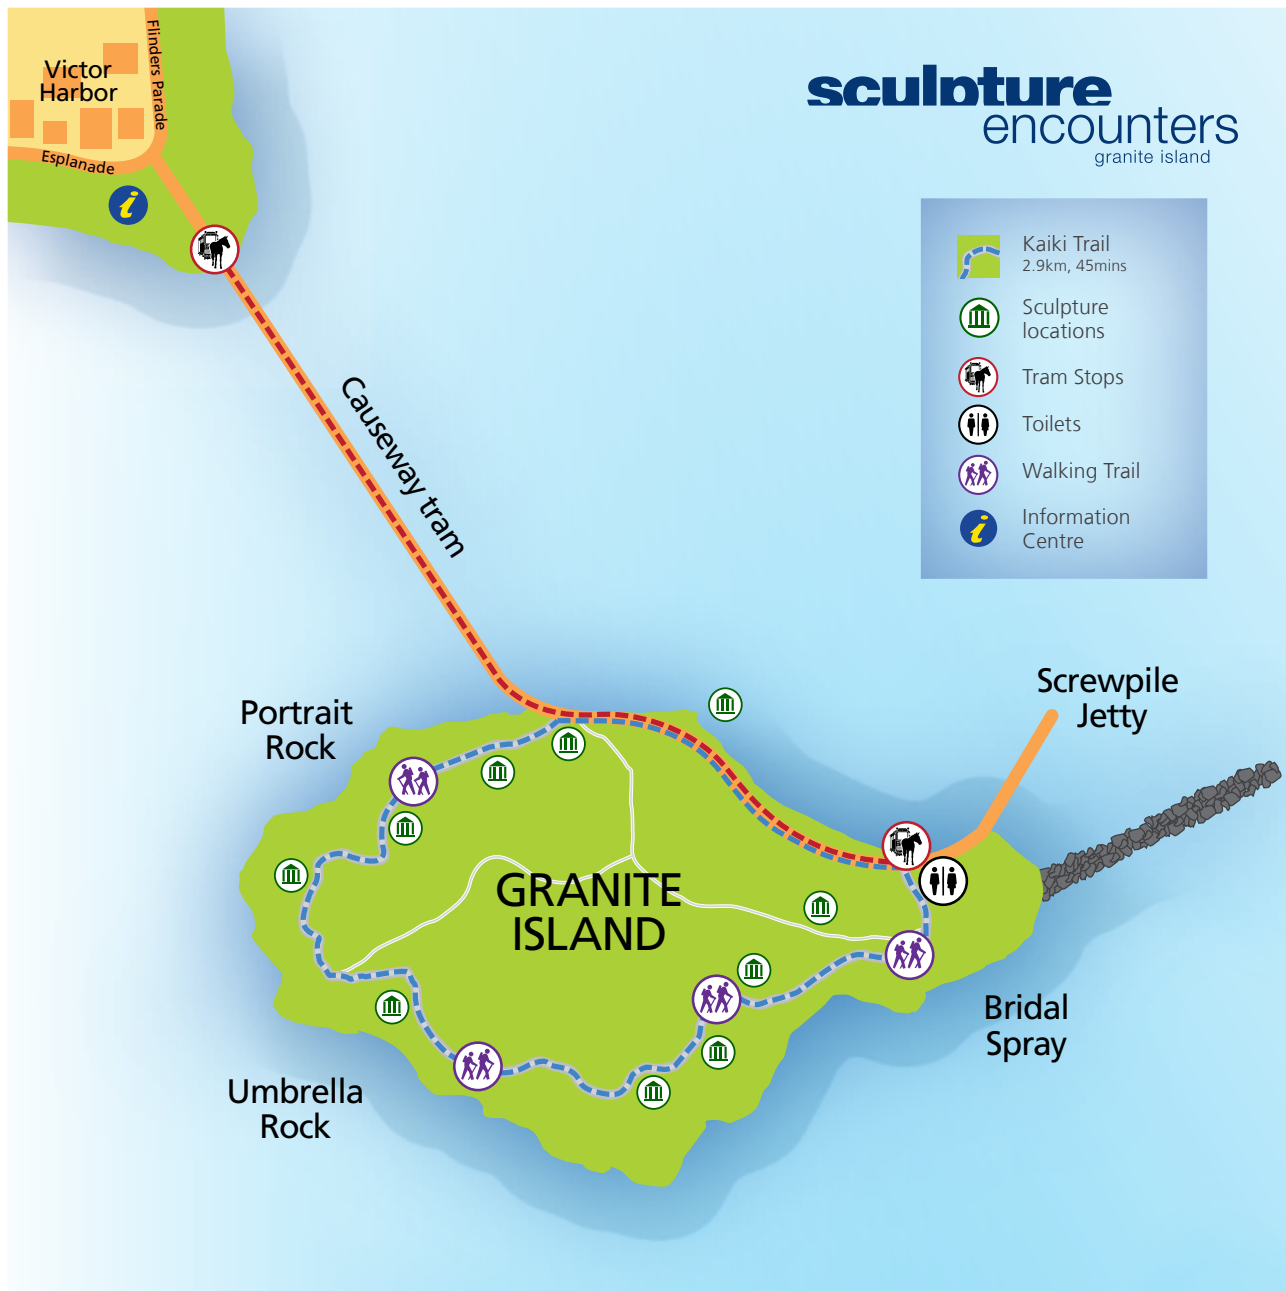 Victor
Harbor
Flinders Parade
Esplanade
i
sculpture
encounters
granite island
Kaiki Trail
2.9km, 45mins
Sculpture
locations
Tram Stops
Toilets
Walking Trail
i
Information
Centre
Causeway tram
Portrait
Rock
Screwpile
Jetty
GRANITE
ISLAND
Bridal
Spray
Umbrella
Rock